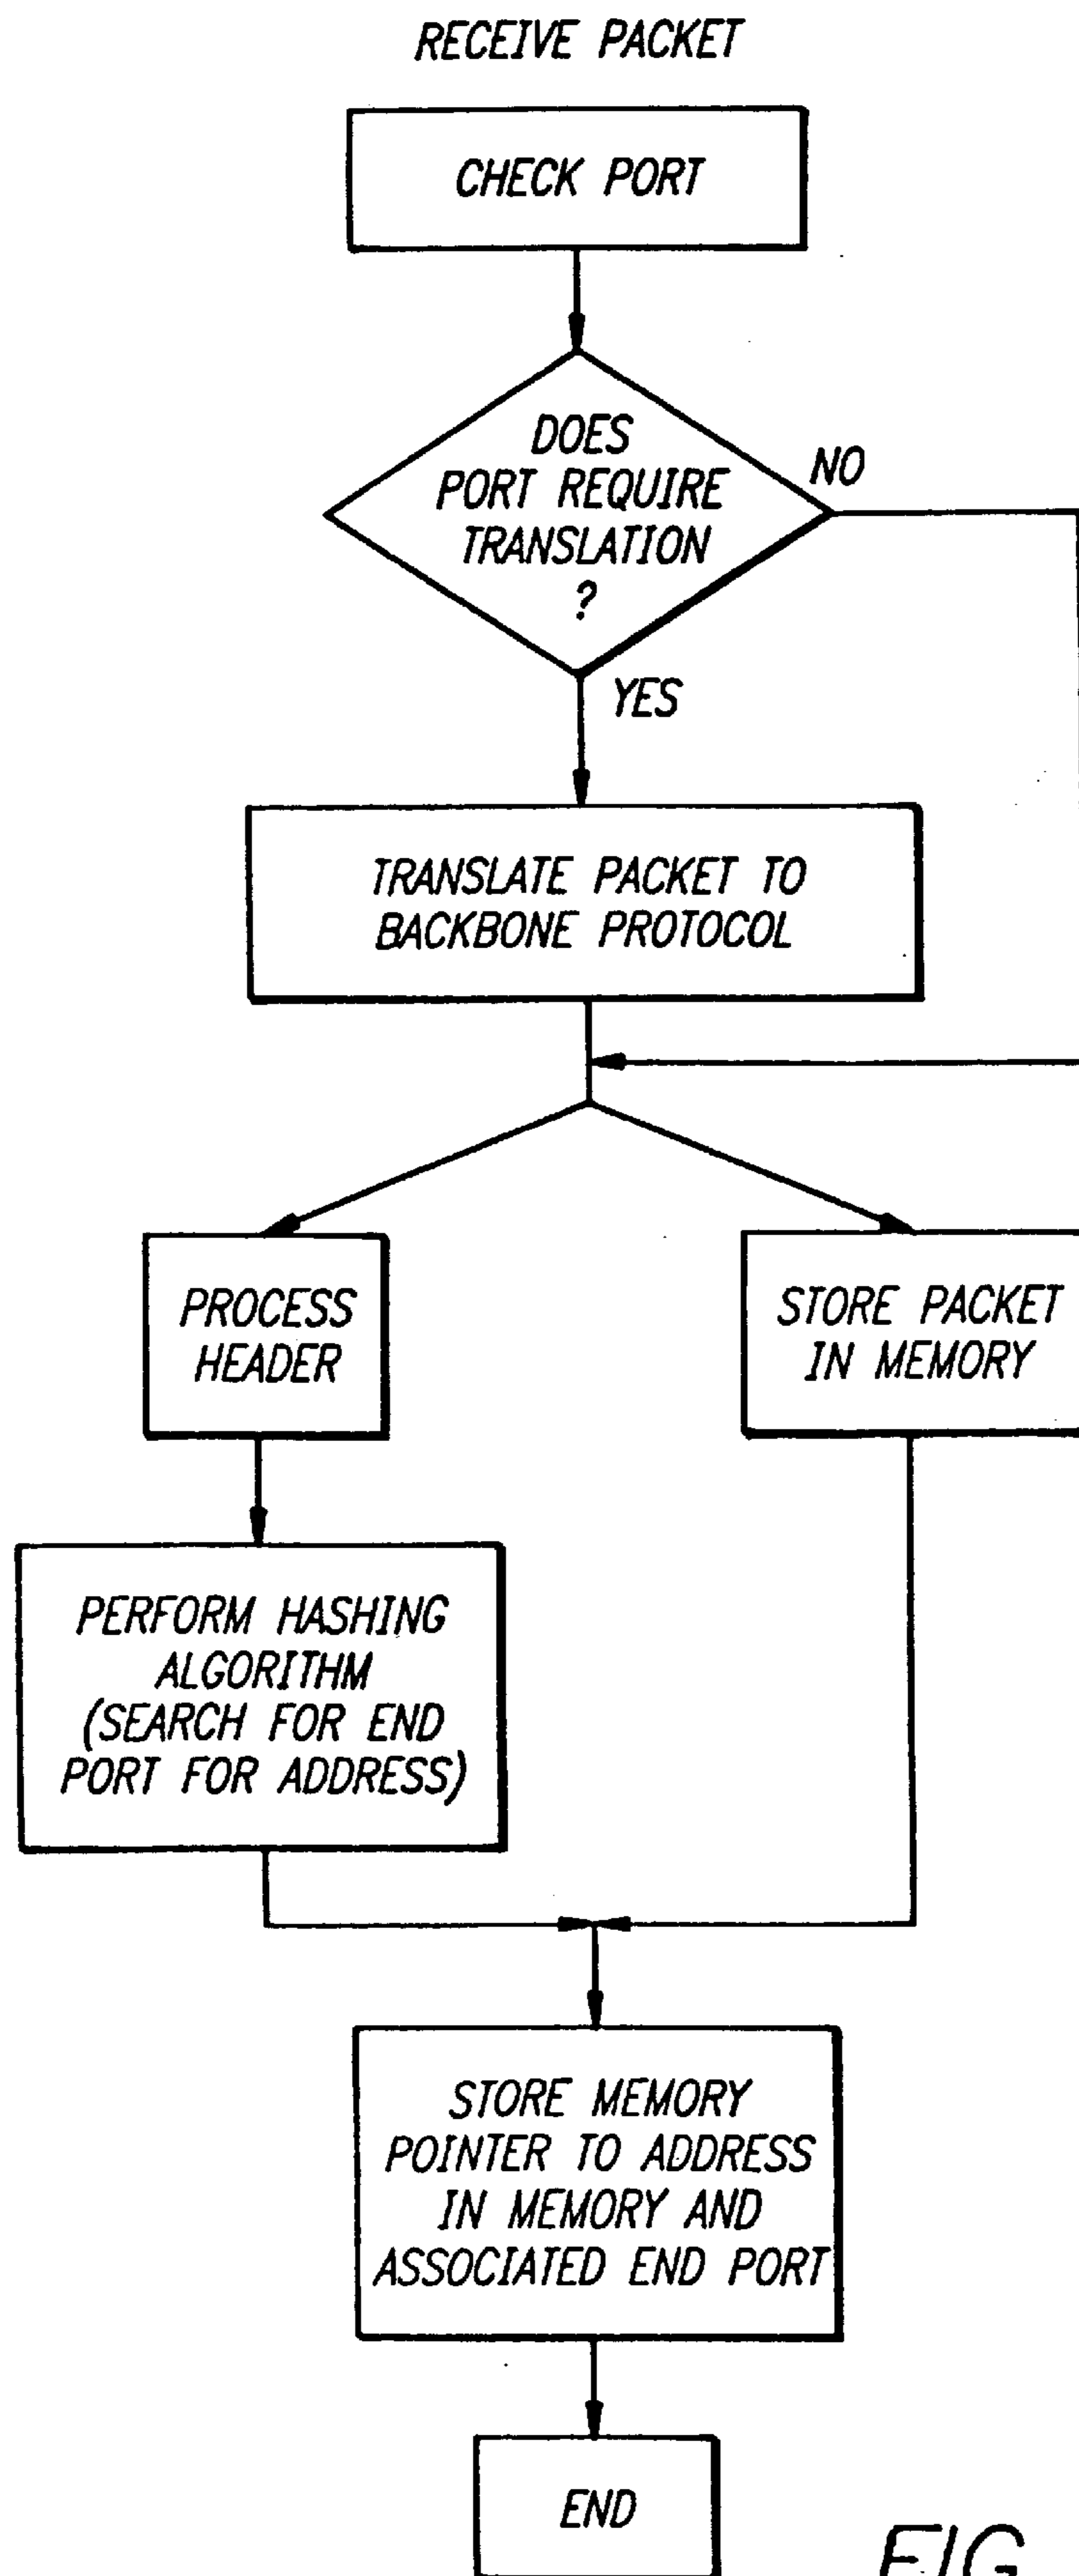 RECEIVE PACKET
CHECK PORT
DOES
PORT REQUIRE
TRANSLATION
?
NO
YES
TRANSLATE PACKET TO
BACKBONE PROTOCOL
PROCESS
HEADER
STORE PACKET
IN MEMORY
PERFORM HASHING
ALGORITHM
(SEARCH FOR END
PORT FOR ADDRESS)
STORE MEMORY
POINTER TO ADDRESS
IN MEMORY AND
ASSOCIATED END PORT
END
FIG